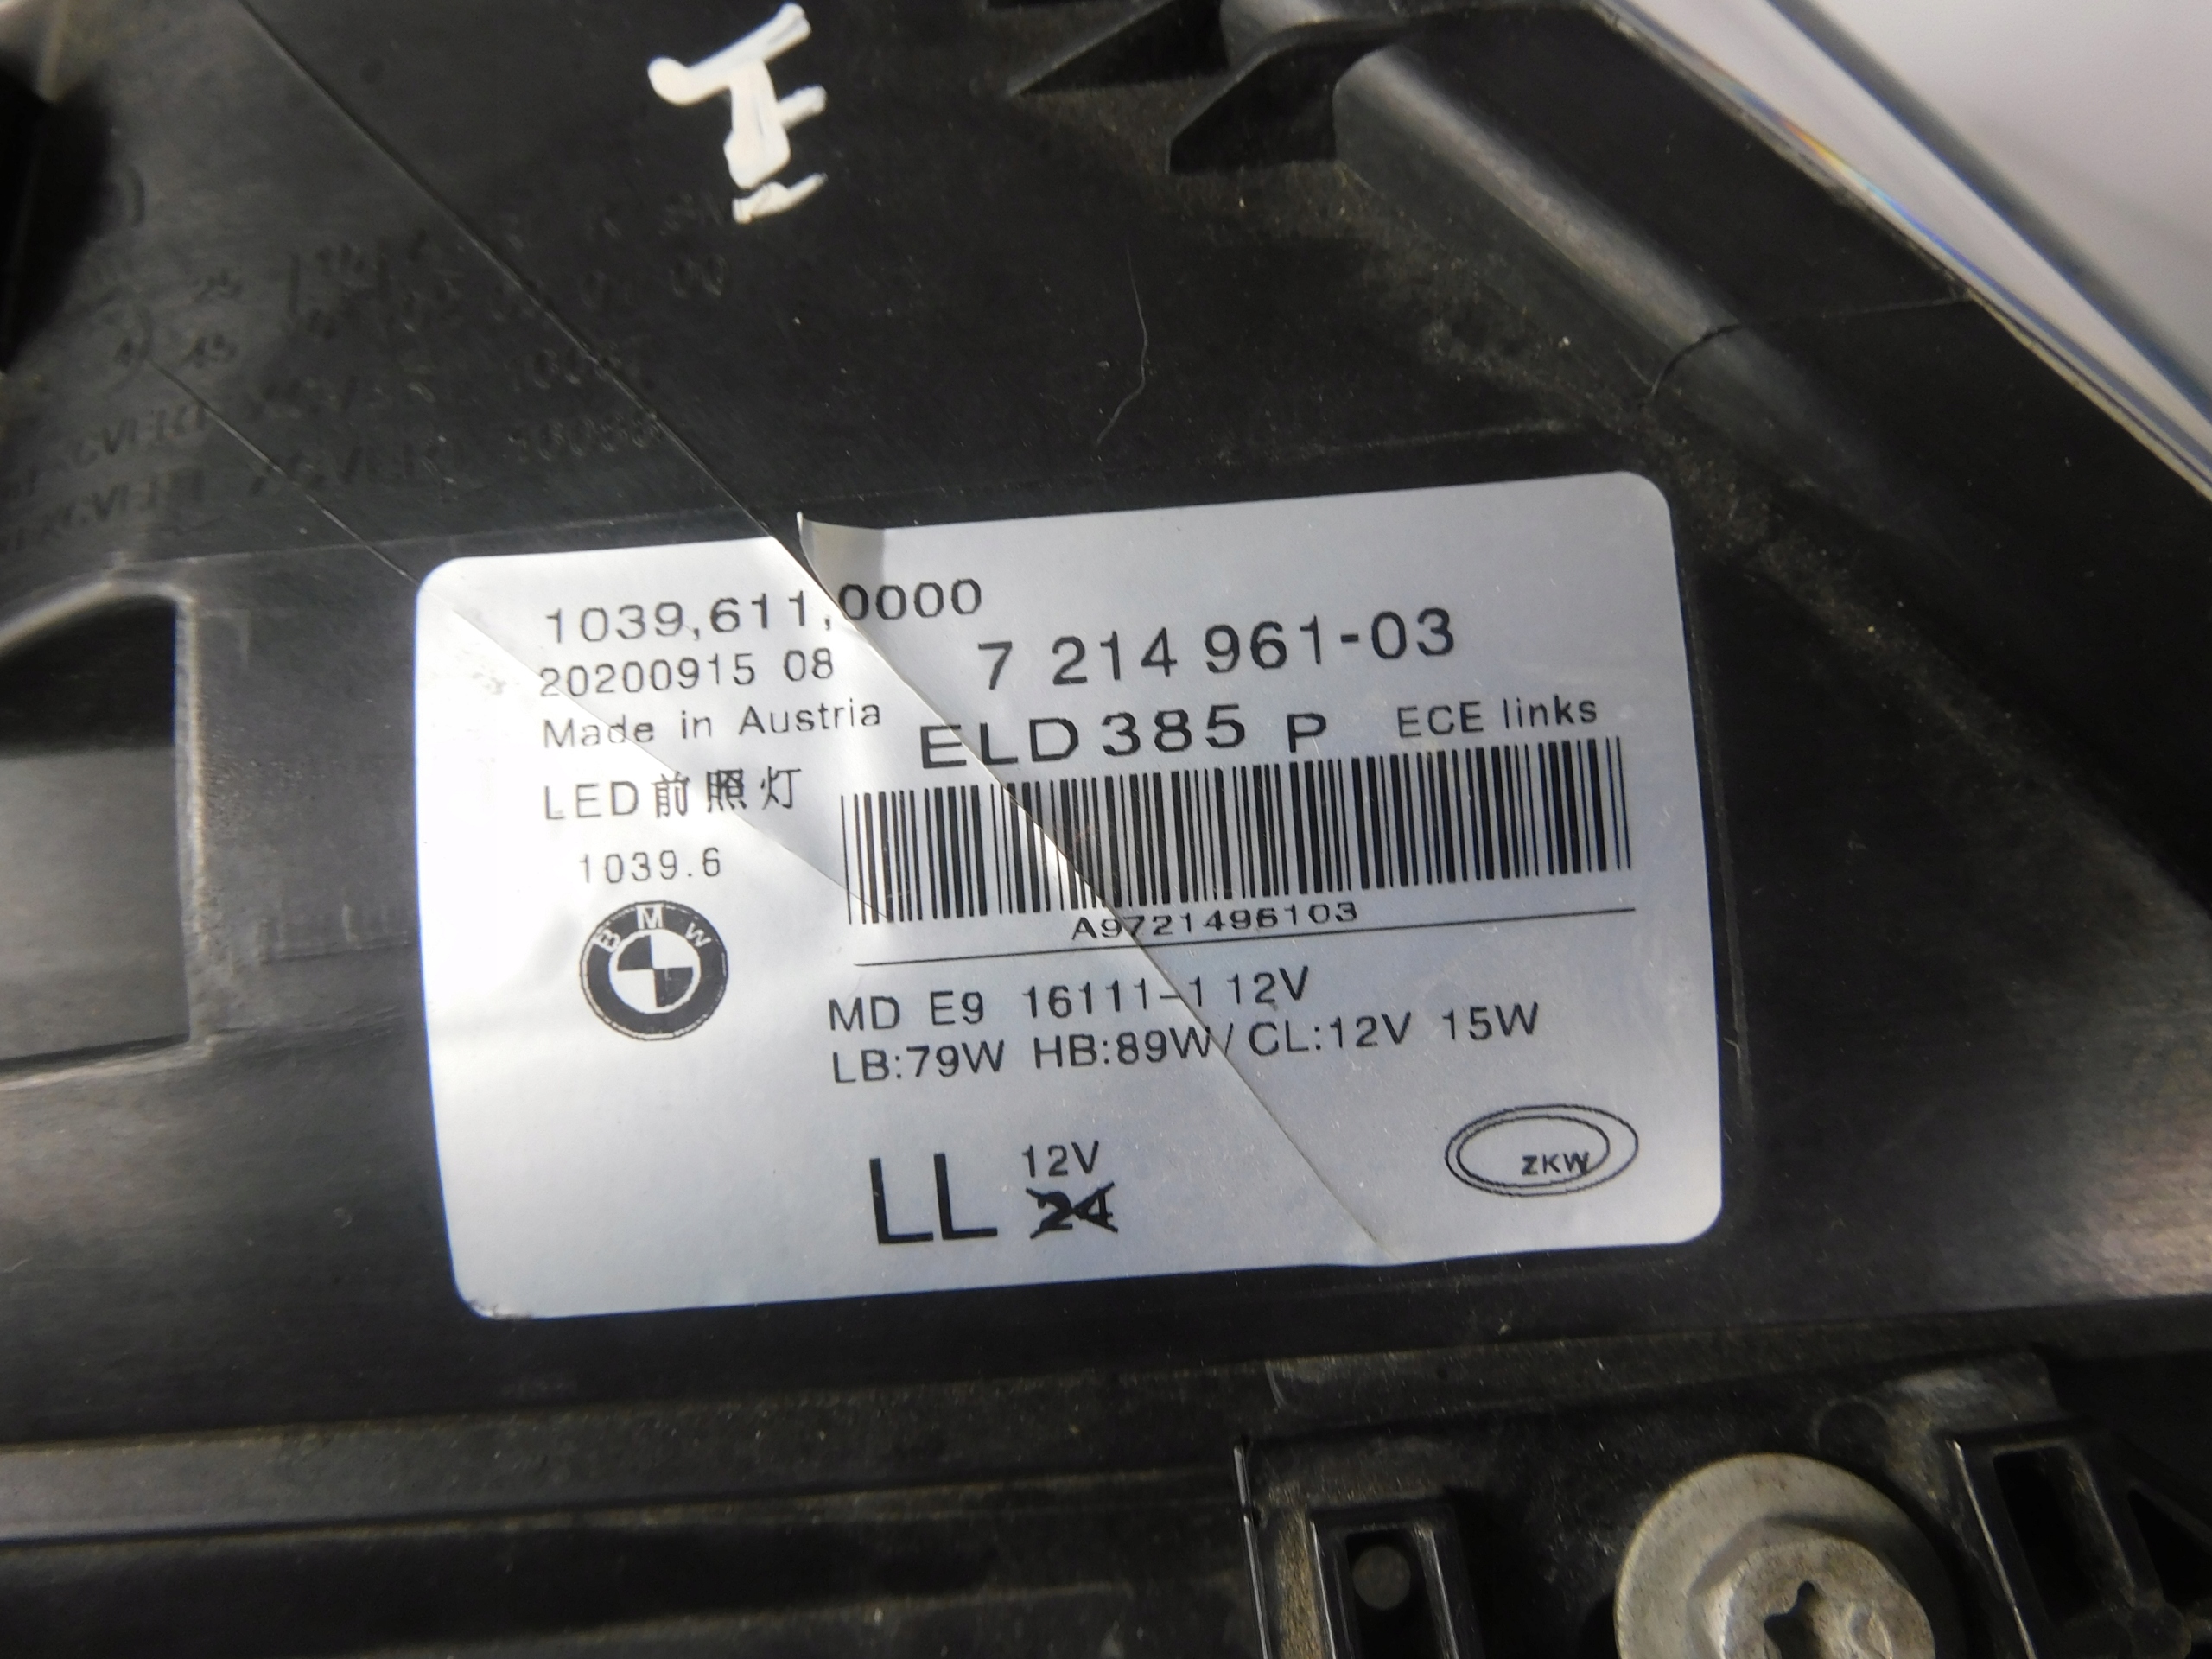 1039,611,0000
7 214 961-03
20200915 08
Made in Austria
ELD 385 P ECE links
LED前照灯
1039.6
BMW
A9721496103
MD E9 16111-1 12V
LB:79W HB:89W/CL:12V 15W
LL 12V
24
ZKW